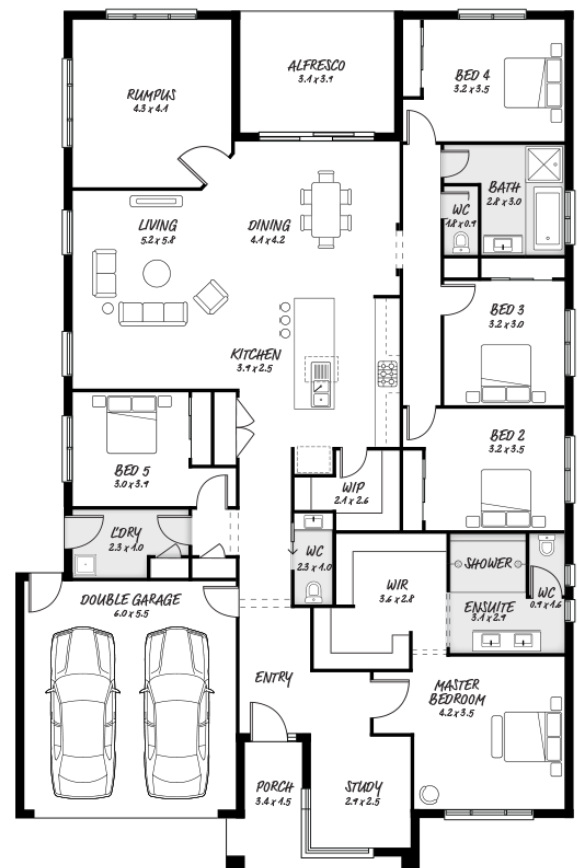 RUMPUS
4.3 x 4.1
ALFRESCO
3.1 x 3.9
BED 4
3.2 x 3.5
BATH
2.8 x 3.0
WC
1.8 x 0.9
LIVING
5.2 x 5.8
DINING
4.1 x 4.2
BED 3
3.2 x 3.0
KITCHEN
3.9 x 2.5
BED 2
3.2 x 3.5
BED 5
3.0 x 3.9
WIP
2.1 x 2.6
L'DRY
2.3 x 1.0
WC
2.3 x 1.0
WIR
3.6 x 2.8
SHOWER
ENSUITE
3.1 x 2.9
WC
0.9 x 1.6
DOUBLE GARAGE
6.0 x 5.5
ENTRY
MASTER
BEDROOM
4.2 x 3.5
PORCH
3.4 x 1.5
STUDY
2.9 x 2.5